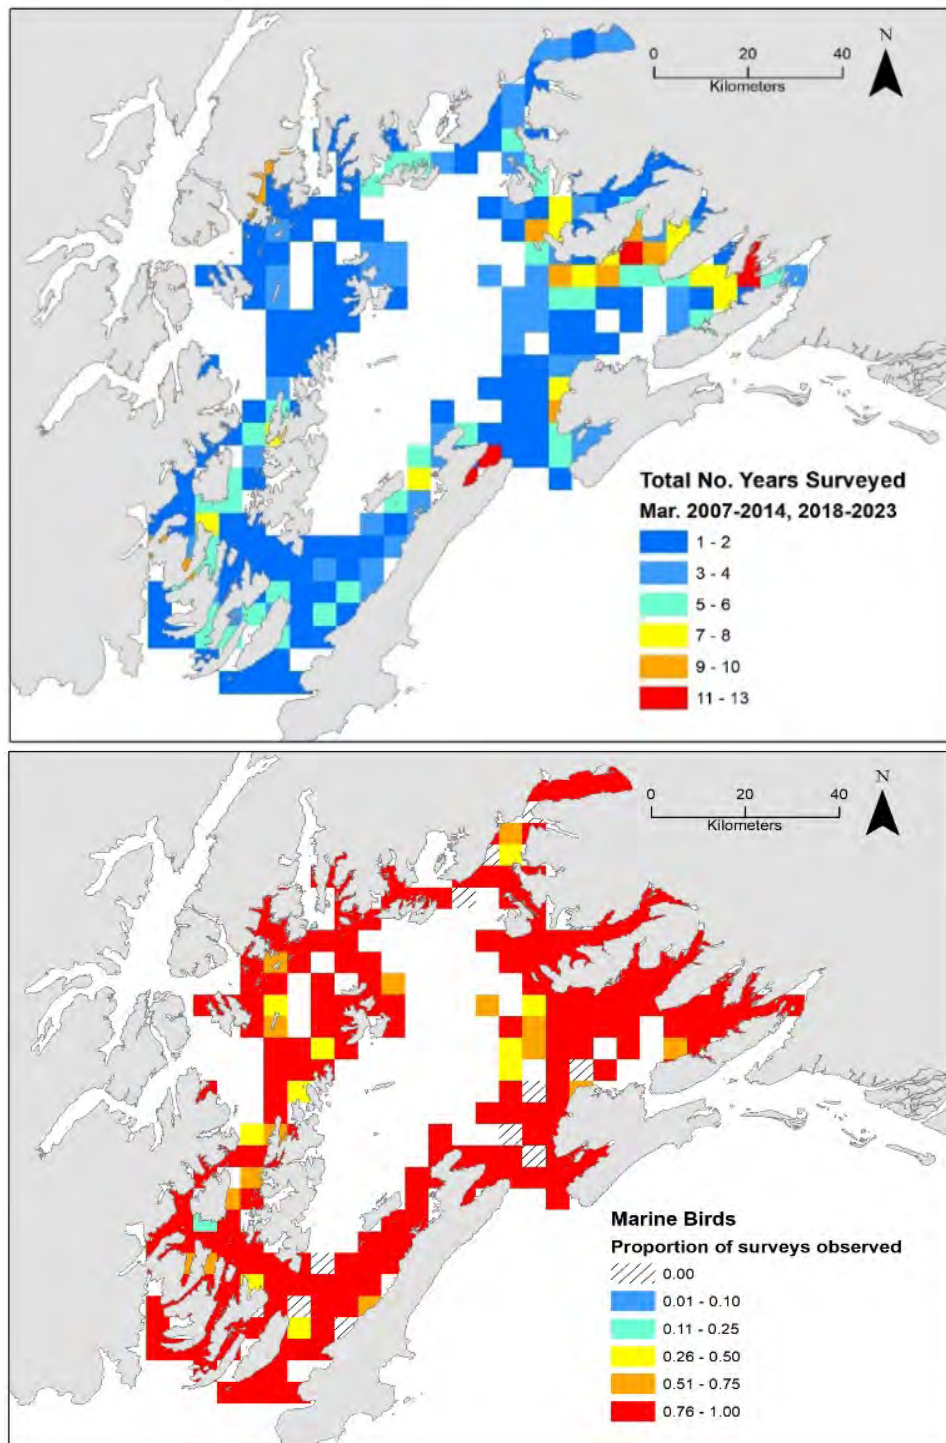 N
0 20 40
Kilometers
Total No. Years Surveyed
Mar. 2007-2014, 2018-2023
1 - 2
3 - 4
5 - 6
7 - 8
9 - 10
11 - 13
N
0 20 40
Kilometers
Marine Birds
Proportion of surveys observed
0.00
0.01 - 0.10
0.11 - 0.25
0.26 - 0.50
0.51 - 0.75
0.76 - 1.00